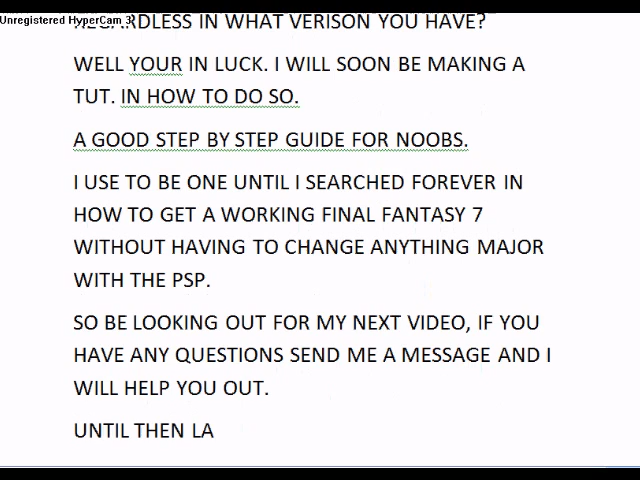 Unregistered HyperCam 3
REGARDLESS IN WHAT VERISON YOU HAVE?
WELL YOUR IN LUCK. I WILL SOON BE MAKING A
TUT. IN HOW TO DO SO.
A GOOD STEP BY STEP GUIDE FOR NOOBS.
I USE TO BE ONE UNTIL I SEARCHED FOREVER IN
HOW TO GET A WORKING FINAL FANTASY 7
WITHOUT HAVING TO CHANGE ANYTHING MAJOR
WITH THE PSP.
SO BE LOOKING OUT FOR MY NEXT VIDEO, IF YOU
HAVE ANY QUESTIONS SEND ME A MESSAGE AND I
WILL HELP YOU OUT.
UNTIL THEN LA